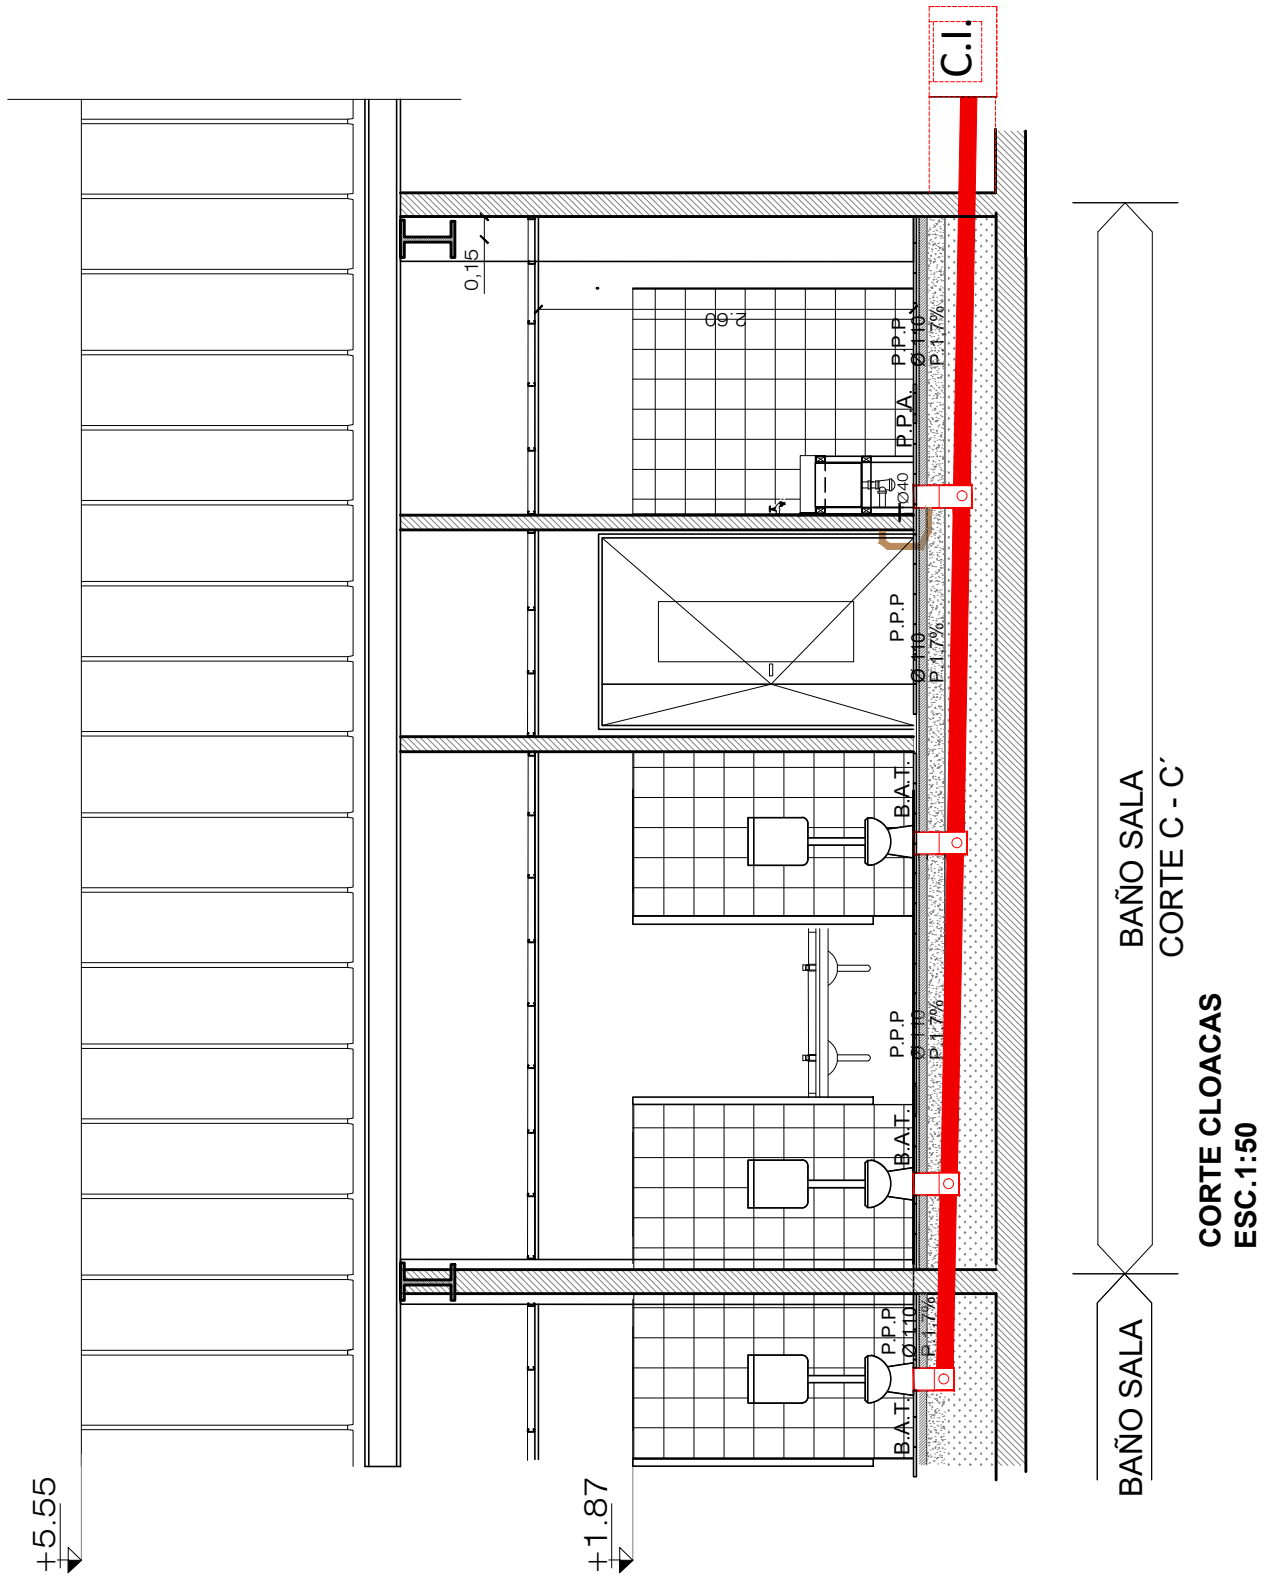 +5.55
+1.87
0,15
2.60
C.I.
B.A.T.
P.P.P
Ø 110
P. 1.7%
B.A.T.
P.P.P
Ø 110
P. 1.7%
B.A.T.
P.P.P
Ø 110
P. 1.7%
Ø40
P.P.A.
P.P.P
Ø 110
P. 1.7%
BAÑO SALA
BAÑO SALA
CORTE C - C´
CORTE CLOACAS
ESC.1:50